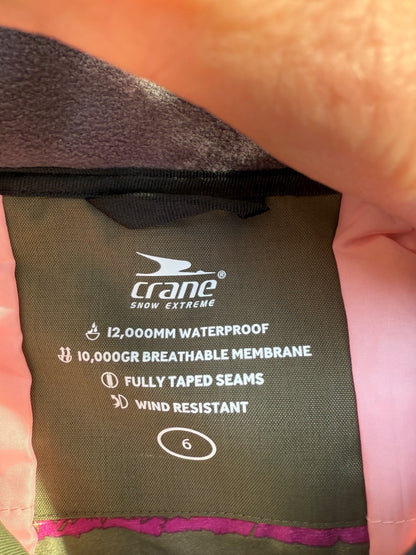 crane®
SNOW EXTREME
12,000MM WATERPROOF
10,000GR BREATHABLE MEMBRANE
FULLY TAPED SEAMS
WIND RESISTANT
6